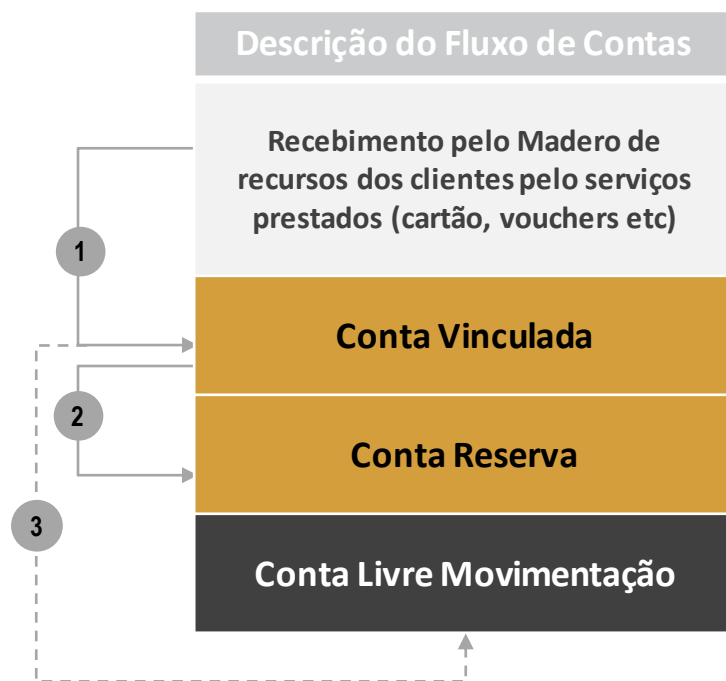 Descrição do Fluxo de Contas
Recebimento pelo Madero de
recursos dos clientes pelo serviços
prestados (cartão, vouchers etc)
1
Conta Vinculada
2
Conta Reserva
3
Conta Livre Movimentação